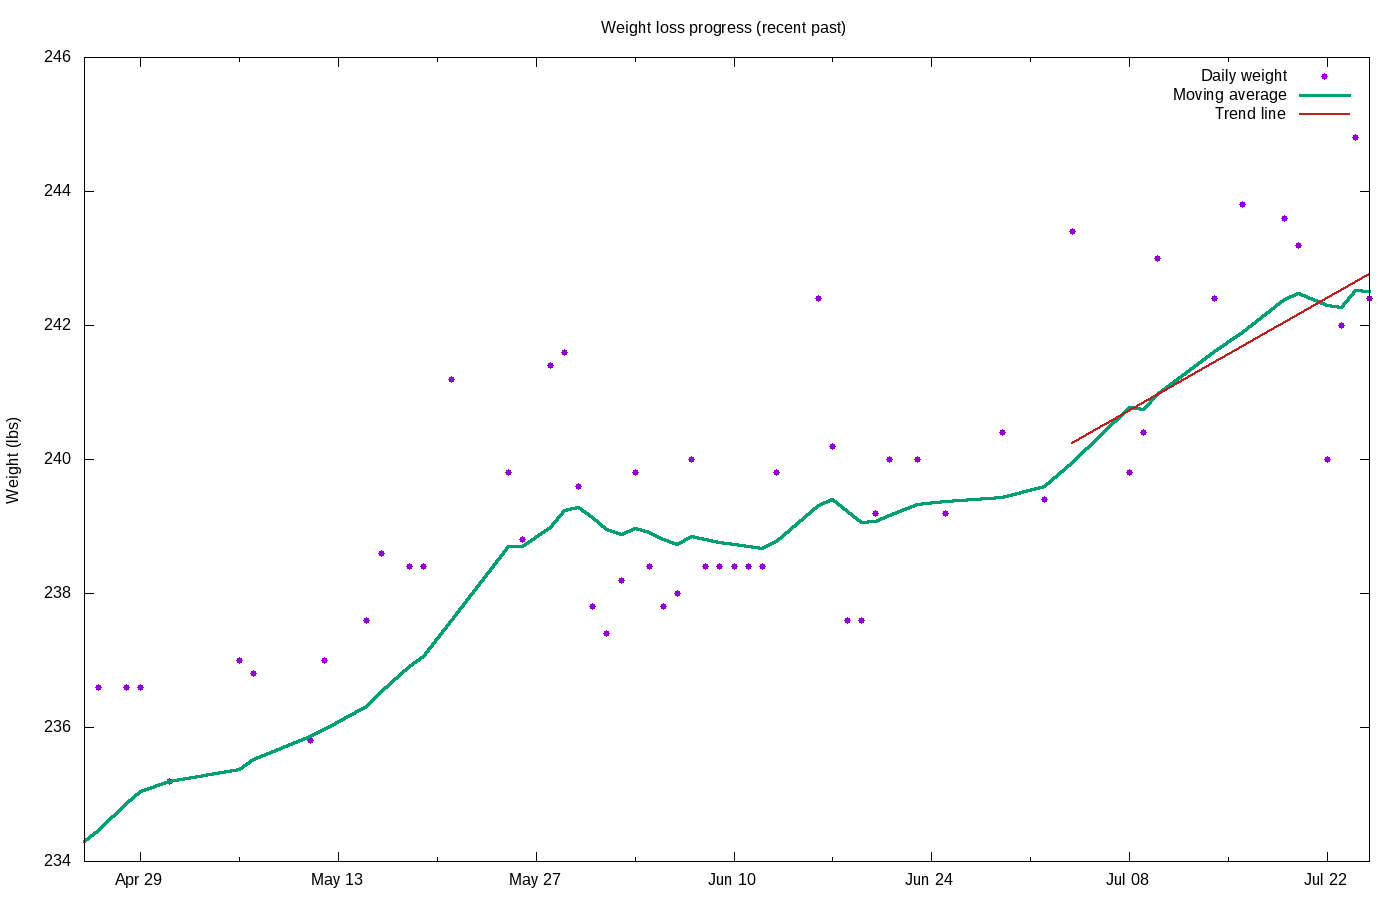 Weight loss progress (recent past)
246
244
242
240
238
236
234
Weight (lbs)
Daily weight
Moving average
Trend line
Apr 29 May 13 May 27 Jun 10 Jun 24 Jul 08 Jul 22